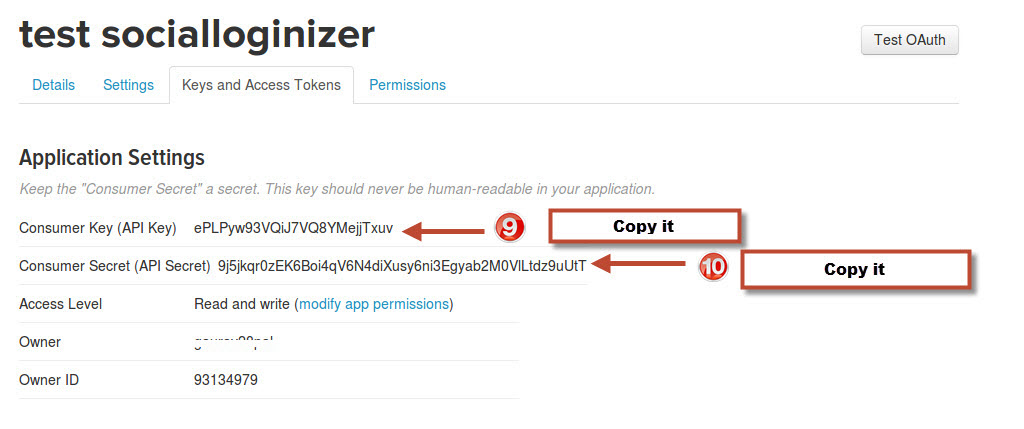 test socialloginizer
Test OAuth
Details Settings Keys and Access Tokens Permissions
Application Settings
Keep the "Consumer Secret" a secret. This key should never be human-readable in your application.
Consumer Key (API Key) ePLPyw93VQiJ7VQ8YMejjTxuv 9 Copy it
Consumer Secret (API Secret) 9j5jkqr0zEK6Boi4qV6N4diXusy6ni3Egyab2M0VlLtdz9uUtT 10 Copy it
Access Level Read and write (modify app permissions)
Owner
Owner ID 93134979